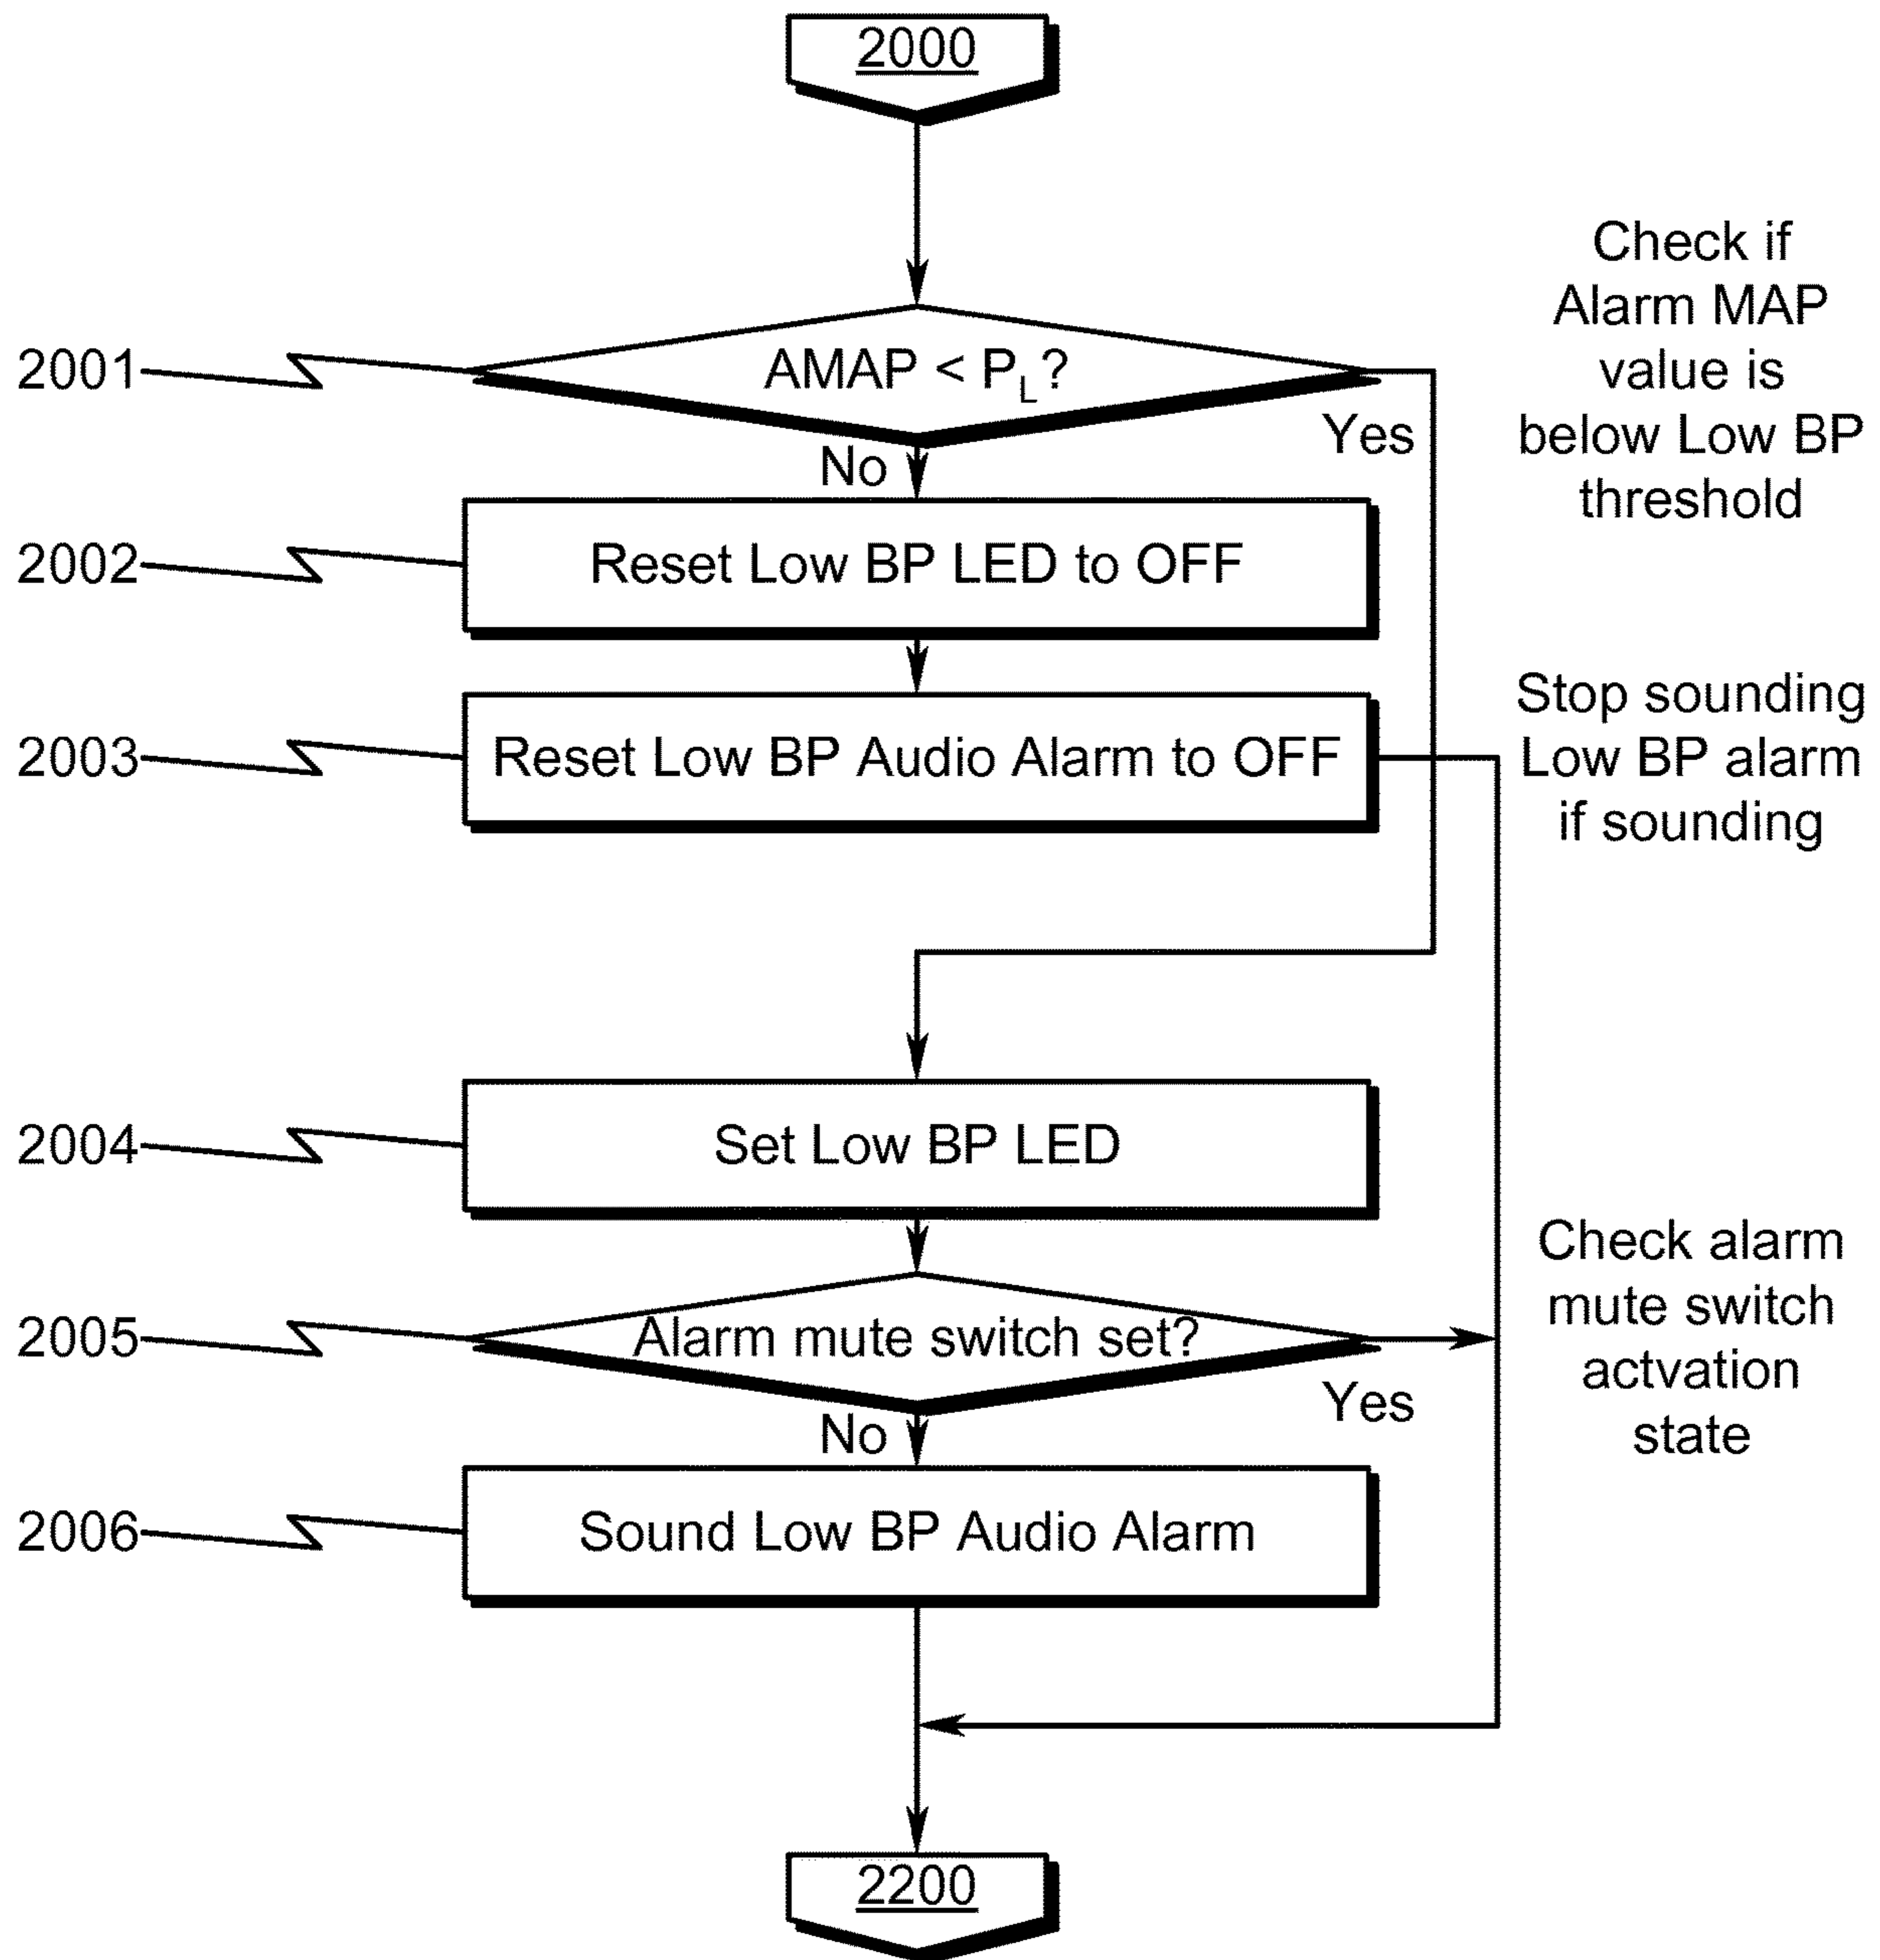 2000
Check if
Alarm MAP
value is
below Low BP
threshold
2001
AMAP < P_L?
Yes
No
2002
Reset Low BP LED to OFF
2003
Reset Low BP Audio Alarm to OFF
Stop sounding
Low BP alarm
if sounding
2004
Set Low BP LED
2005
Alarm mute switch set?
Yes
No
Check alarm
mute switch
actvation
state
2006
Sound Low BP Audio Alarm
2200